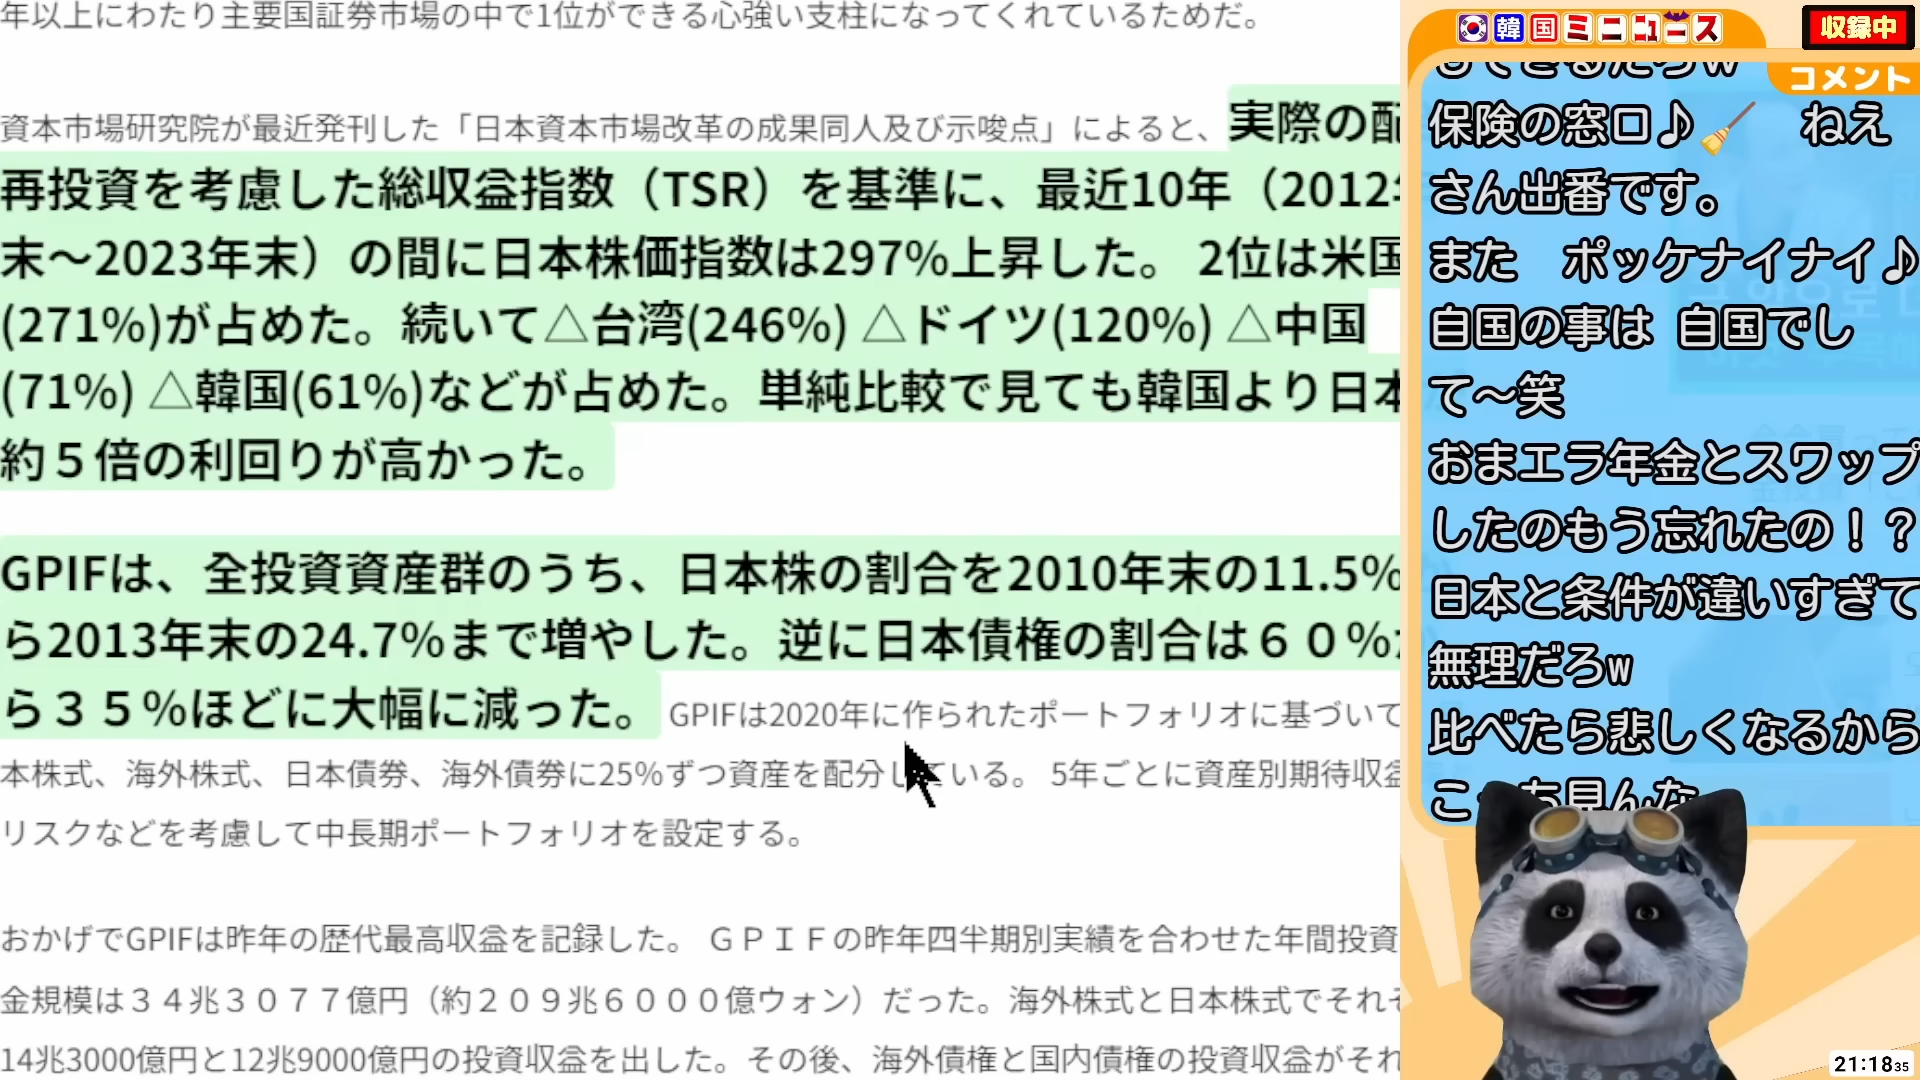 年以上にわたり主要国証券市場の中で1位ができる心強い支柱になってくれているためだ。
資本市場研究院が最近発刊した「日本資本市場改革の成果同人及び示唆点」によると、実際の配
再投資を考慮した総収益指数（TSR）を基準に、最近10年（2012年
末〜2023年末）の間に日本株価指数は297%上昇した。 2位は米国
(271%)が占めた。続いて△台湾(246%) △ドイツ(120%) △中国
(71%) △韓国(61%)などが占めた。単純比較で見ても韓国より日本
約５倍の利回りが高かった。
GPIFは、全投資資産群のうち、日本株の割合を2010年末の11.5%
ら2013年末の24.7%まで増やした。逆に日本債権の割合は６０％か
ら３５％ほどに大幅に減った。 GPIFは2020年に作られたポートフォリオに基づいて
本株式、海外株式、日本債券、海外債券に25%ずつ資産を配分している。 5年ごとに資産別期待収益
リスクなどを考慮して中長期ポートフォリオを設定する。
おかげでGPIFは昨年の歴代最高収益を記録した。 ＧＰＩＦの昨年四半期別実績を合わせた年間投資
金規模は３４兆３０７７億円（約２０９兆６０００億ウォン）だった。海外株式と日本株式でそれぞ
14兆3000億円と12兆9000億円の投資収益を出した。その後、海外債権と国内債権の投資収益がそれ
韓国ミニニュース
収録中
コメント
もできるだろw
保険の窓口♪🧹 ねえ
さん出番です。
また ポッケナイナイ♪
自国の事は 自国でし
て〜笑
おまエラ年金とスワップ
したのもう忘れたの！？
日本と条件が違いすぎて
無理だろw
比べたら悲しくなるから
こっち見んな
21:18 35